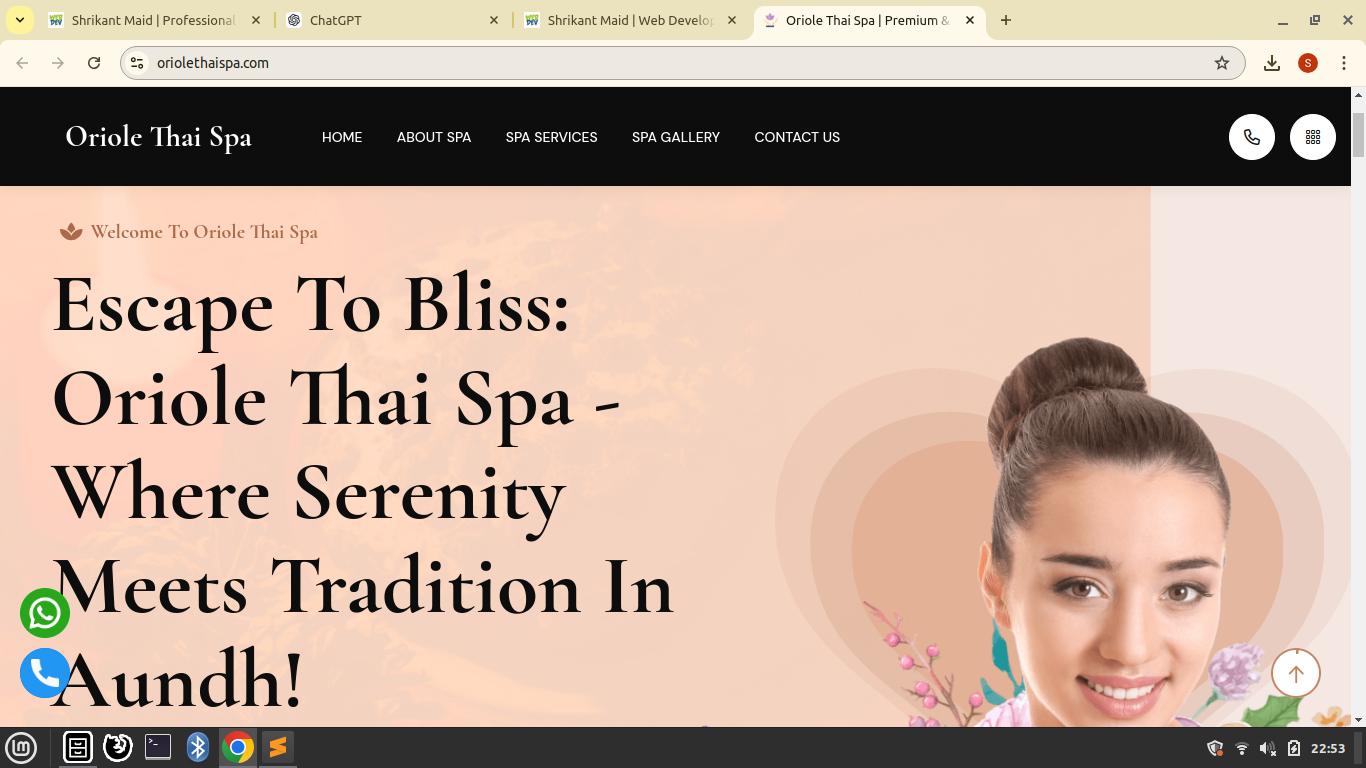 Shrikant Maid | Professional
ChatGPT
Shrikant Maid | Web Develop
Oriole Thai Spa | Premium &
oriolethaispa.com
S
Oriole Thai Spa
HOME
ABOUT SPA
SPA SERVICES
SPA GALLERY
CONTACT US
Welcome To Oriole Thai Spa
Escape To Bliss:
Oriole Thai Spa -
Where Serenity
Meets Tradition In
Aundh!
22:53